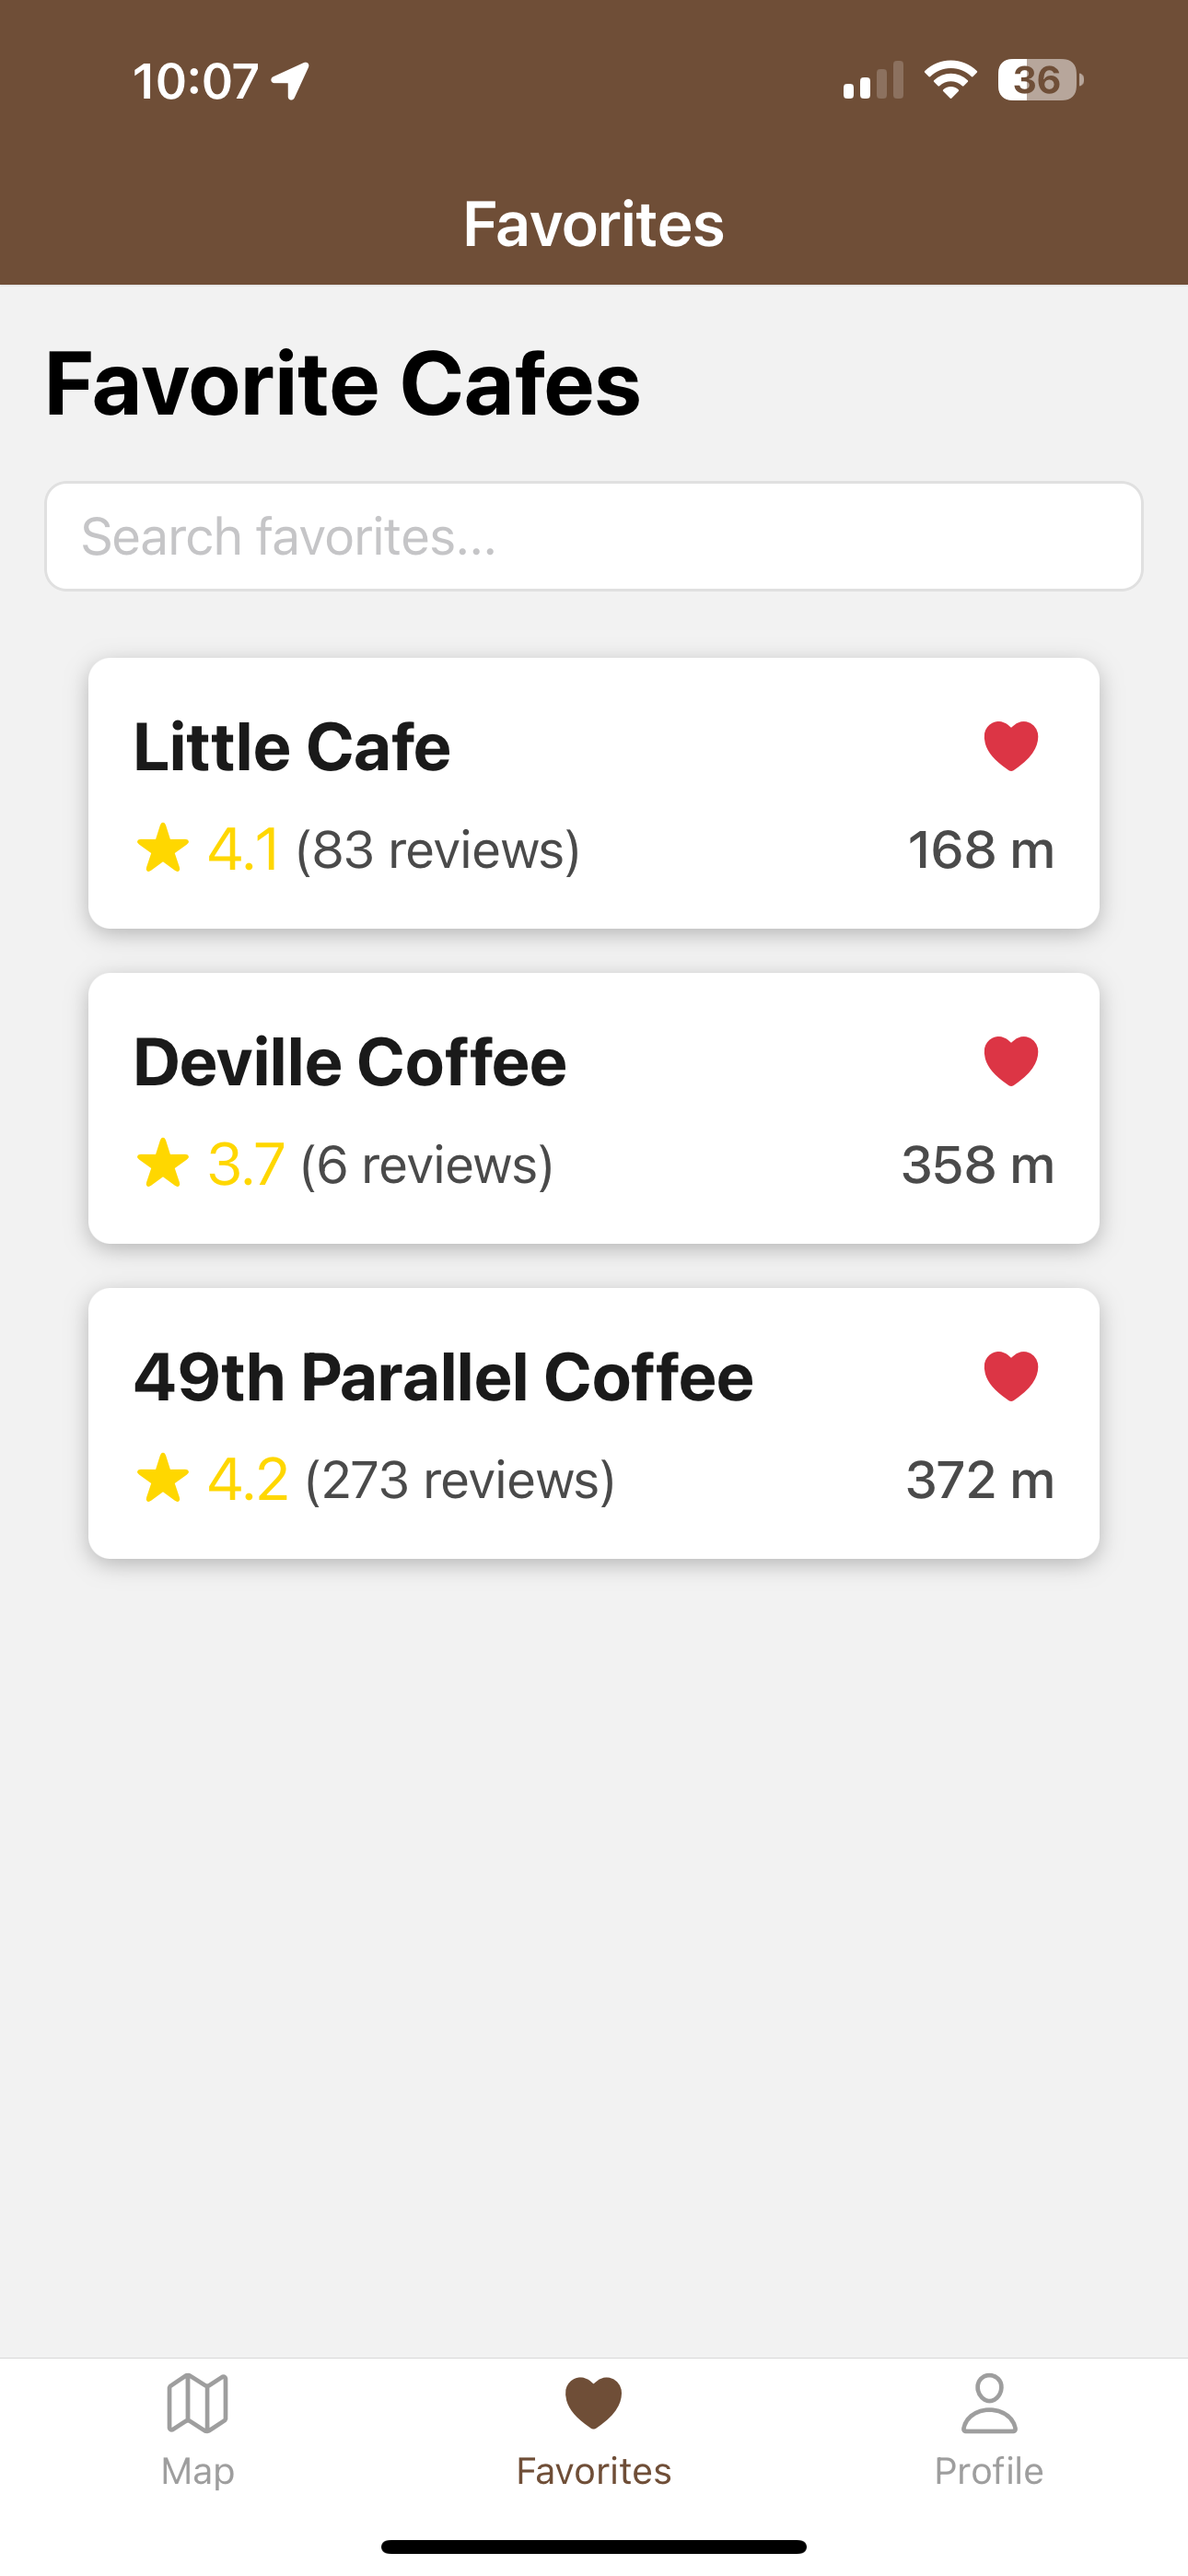 10:07
36
Favorites
Favorite Cafes
Search favorites...
Little Cafe
4.1 (83 reviews) 168 m
Deville Coffee
3.7 (6 reviews) 358 m
49th Parallel Coffee
4.2 (273 reviews) 372 m
Map Favorites Profile